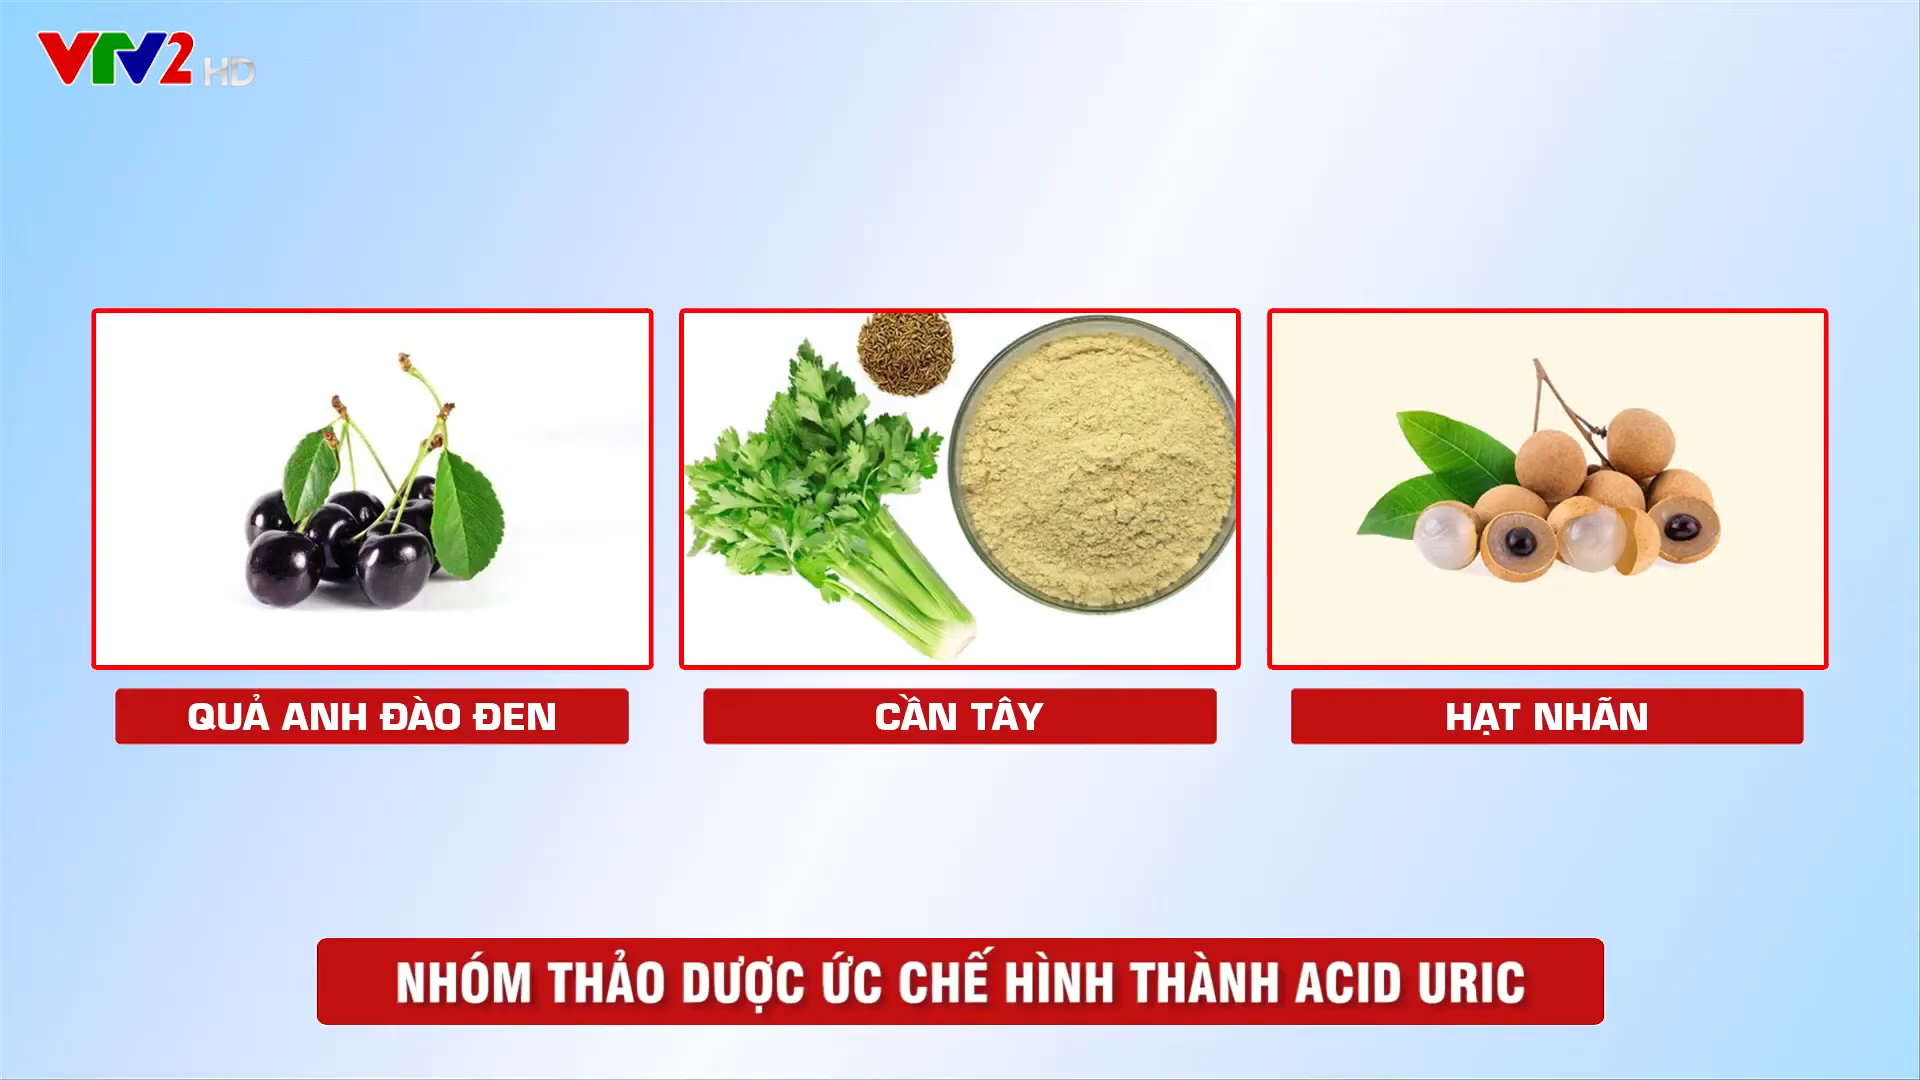 VTV2 HD
QUẢ ANH ĐÀO ĐEN
CẦN TÂY
HẠT NHÃN
NHÓM THẢO DƯỢC ỨC CHẾ HÌNH THÀNH ACID URIC